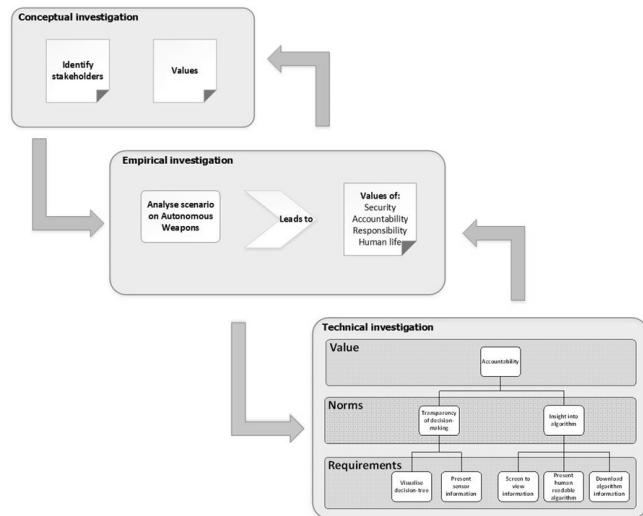 Conceptual investigation
Identify
stakeholders
Values
Empirical investigation
Analyse scenario
on Autonomous
Weapons
Leads to
Values of:
Security
Accountability
Responsibility
Human life
Technical investigation
Value
Accountability
Norms
Transparency
of decision-
making
Insight into
algorithm
Requirements
Visualise
decision-tree
Present
sensor
information
Screen to
view
information
Present
human
readable
algorithm
Download
algorithm
information